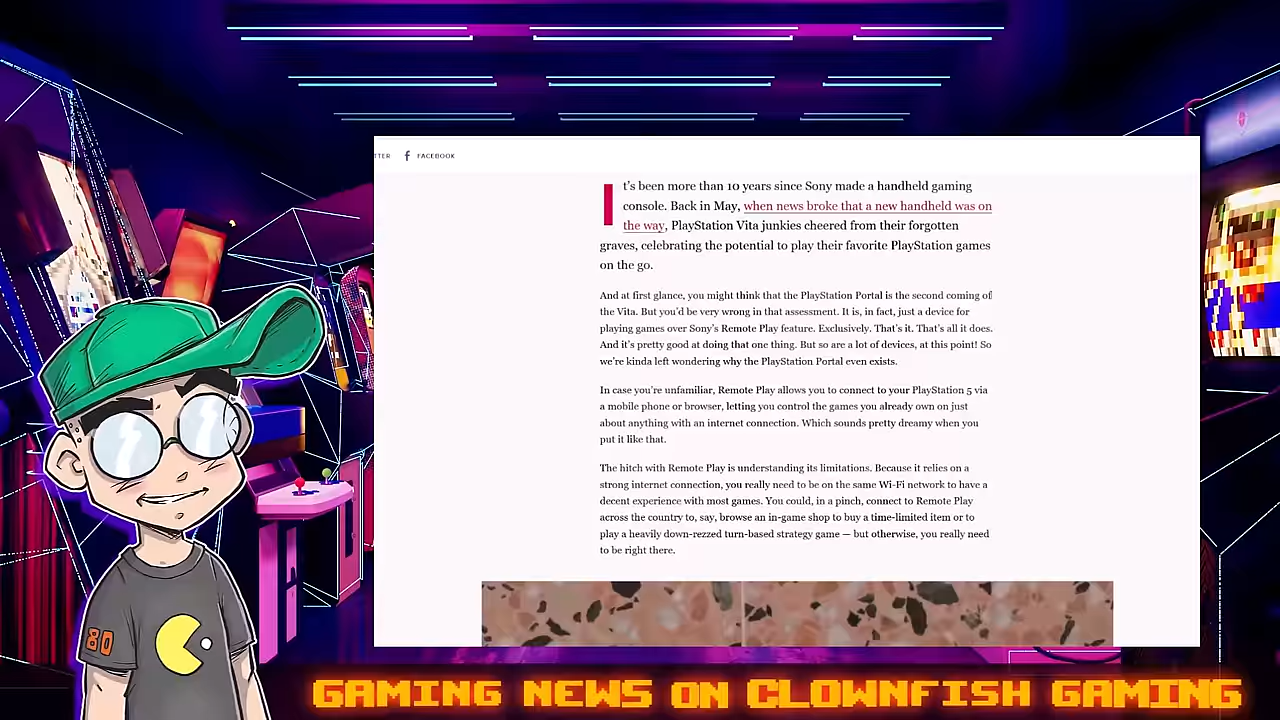 TTER FACEBOOK
It's been more than 10 years since Sony made a handheld gaming
console. Back in May, when news broke that a new handheld was on
the way, PlayStation Vita junkies cheered from their forgotten
graves, celebrating the potential to play their favorite PlayStation games
on the go.
And at first glance, you might think that the PlayStation Portal is the second coming of
the Vita. But you'd be very wrong in that assessment. It is, in fact, just a device for
playing games over Sony's Remote Play feature. Exclusively. That's it. That's all it does.
And it's pretty good at doing that one thing. But so are a lot of devices, at this point! So
we're kinda left wondering why the PlayStation Portal even exists.
In case you're unfamiliar, Remote Play allows you to connect to your PlayStation 5 via
a mobile phone or browser, letting you control the games you already own on just
about anything with an internet connection. Which sounds pretty dreamy when you
put it like that.
The hitch with Remote Play is understanding its limitations. Because it relies on a
strong internet connection, you really need to be on the same Wi-Fi network to have a
decent experience with most games. You could, in a pinch, connect to Remote Play
across the country to, say, browse an in-game shop to buy a time-limited item or to
play a heavily down-rezzed turn-based strategy game — but otherwise, you really need
to be right there.
80
GAMING NEWS ON CLOWNFISH GAMING